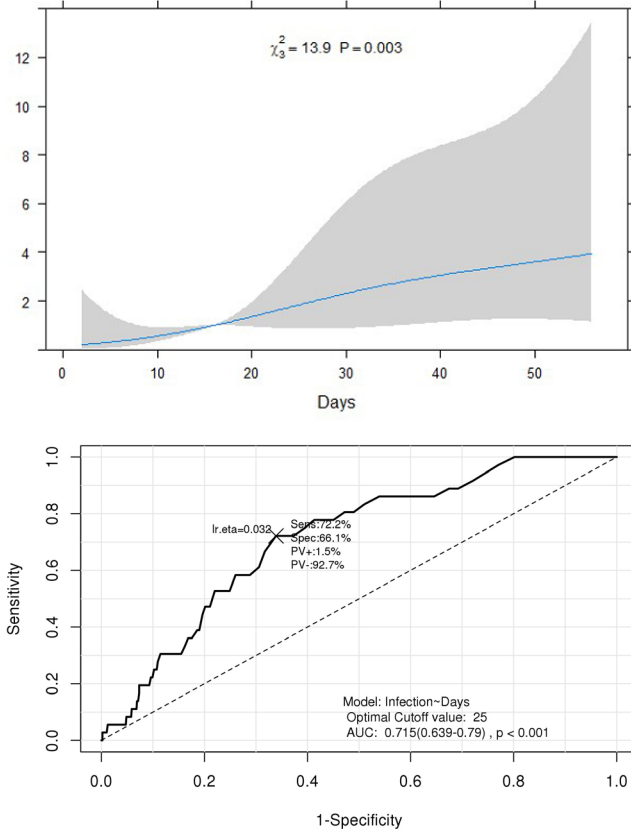 χ²₃ = 13.9 P = 0.003
12
10
8
6
4
2
0 10 20 30 40 50
Days
1.0
0.8
0.6
0.4
0.2
0.0
Sensitivity
lr.eta=0.032
Sens:72.2%
Spec:66.1%
PV+:1.5%
PV-:92.7%
Model: Infection~Days
Optimal Cutoff value: 25
AUC: 0.715(0.639-0.79) , p < 0.001
0.0 0.2 0.4 0.6 0.8 1.0
1-Specificity